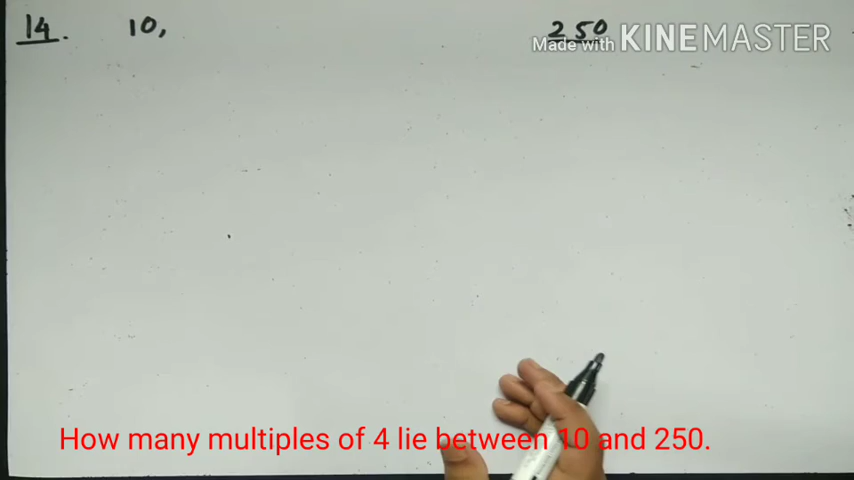 14. 10, 250
Made with KINEMASTER
How many multiples of 4 lie between 10 and 250.